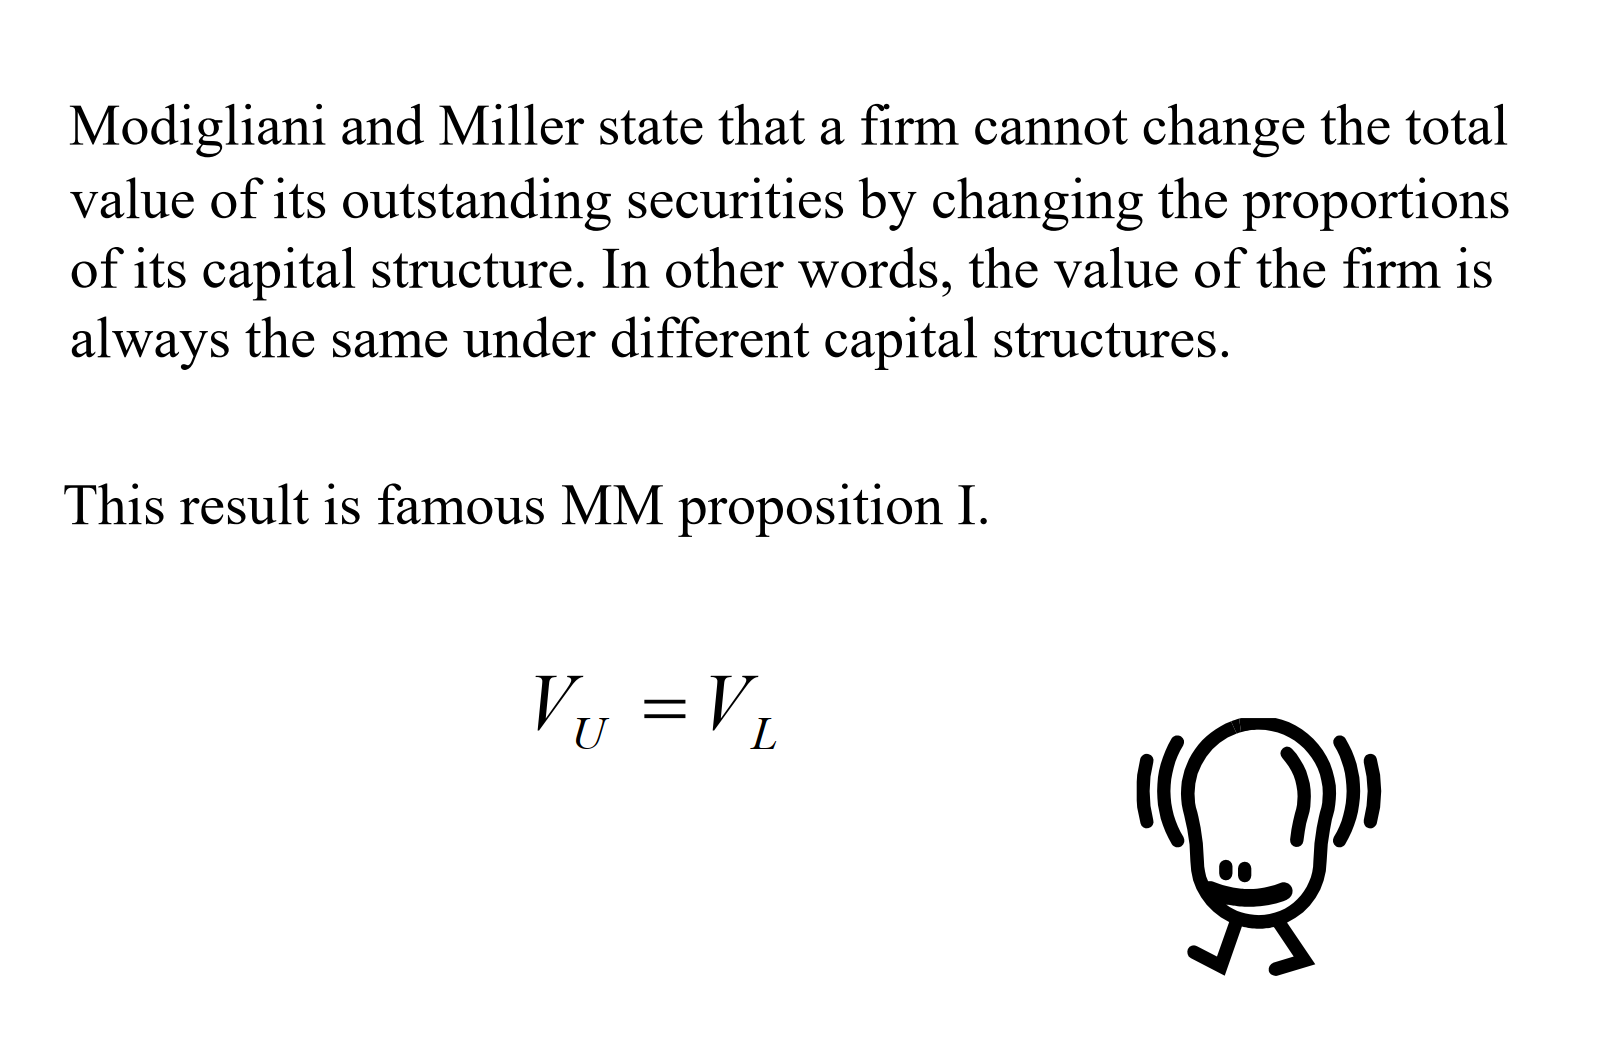 Modigliani and Miller state that a firm cannot change the total
value of its outstanding securities by changing the proportions
of its capital structure. In other words, the value of the firm is
always the same under different capital structures.
This result is famous MM proposition I.
V_U = V_L